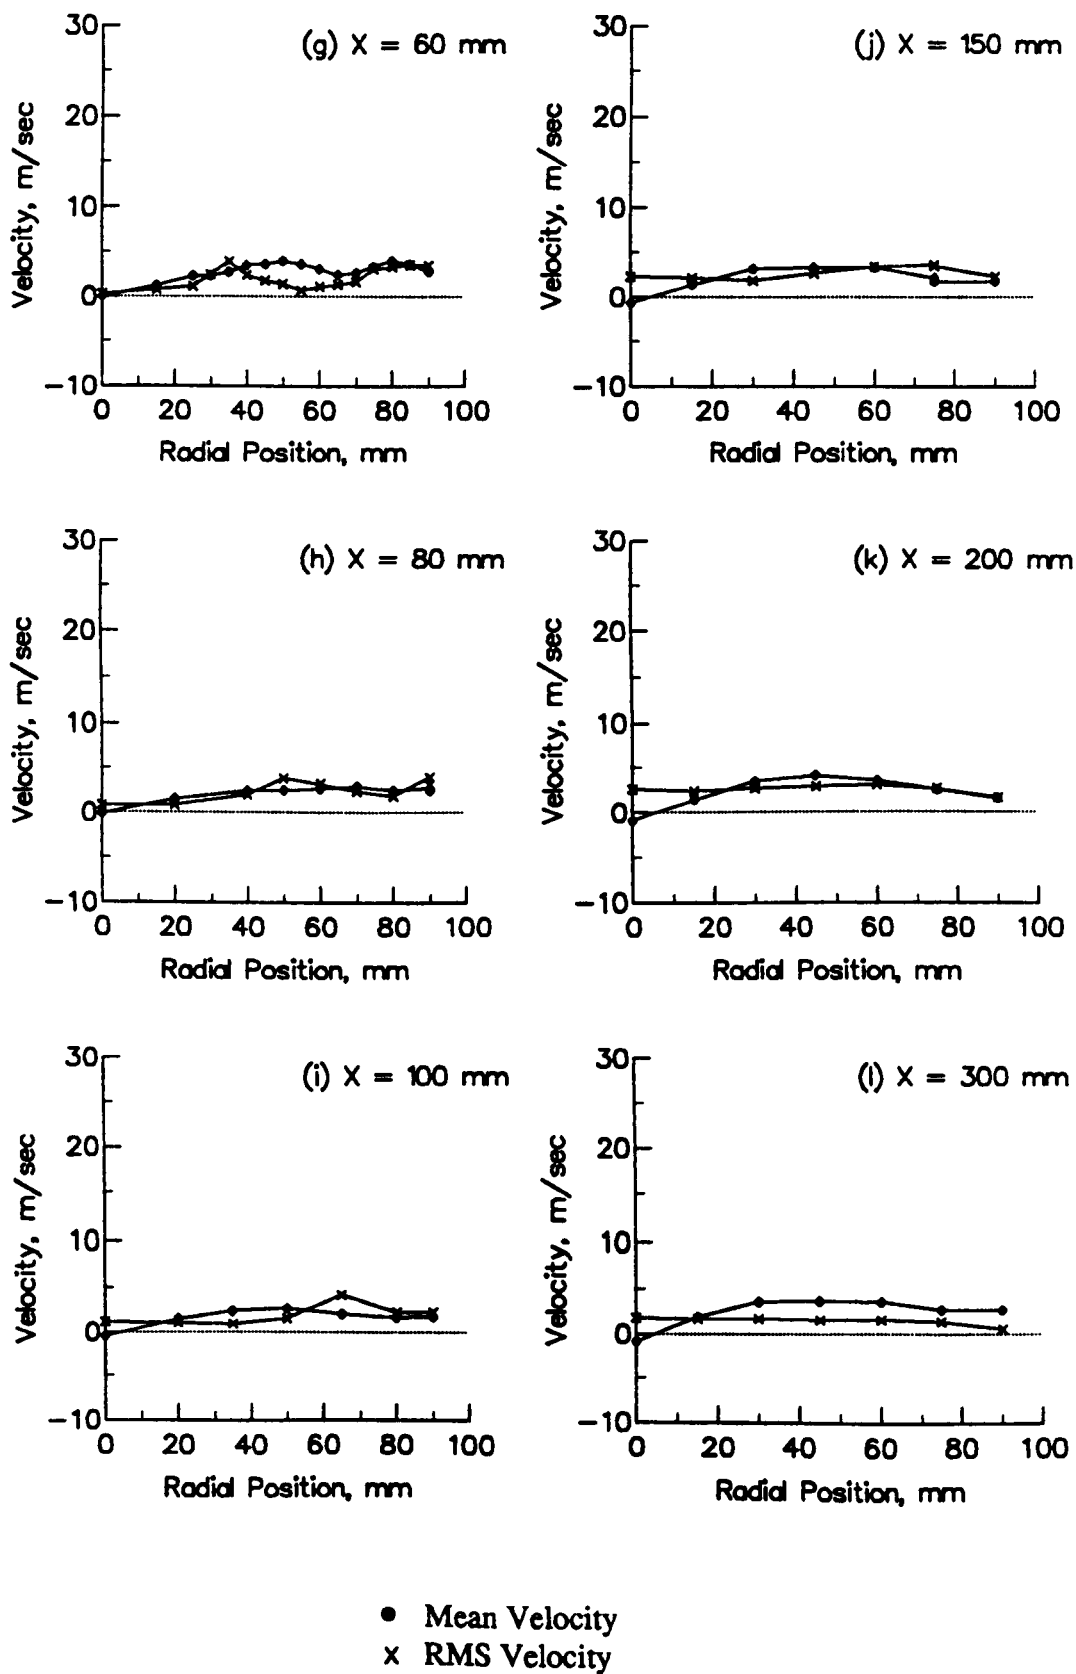 (g) X = 60 mm
30
20
10
0
-10
Velocity, m/sec
0 20 40 60 80 100
Radial Position, mm
(j) X = 150 mm
30
20
10
0
-10
Velocity, m/sec
0 20 40 60 80 100
Radial Position, mm
(h) X = 80 mm
30
20
10
0
-10
Velocity, m/sec
0 20 40 60 80 100
Radial Position, mm
(k) X = 200 mm
30
20
10
0
-10
Velocity, m/sec
0 20 40 60 80 100
Radial Position, mm
(i) X = 100 mm
30
20
10
0
-10
Velocity, m/sec
0 20 40 60 80 100
Radial Position, mm
(l) X = 300 mm
30
20
10
0
-10
Velocity, m/sec
0 20 40 60 80 100
Radial Position, mm
● Mean Velocity
x RMS Velocity